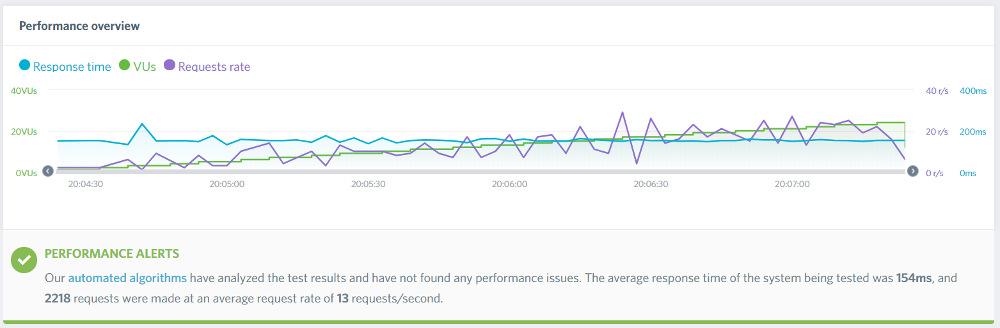 Performance overview
Response time VUs Requests rate
40VUs 40 r/s 400ms
20VUs 20 r/s 200ms
0VUs 0 r/s 0ms
20:04:30 20:05:00 20:05:30 20:06:00 20:06:30 20:07:00
PERFORMANCE ALERTS
Our automated algorithms have analyzed the test results and have not found any performance issues. The average response time of the system being tested was 154ms, and
2218 requests were made at an average request rate of 13 requests/second.